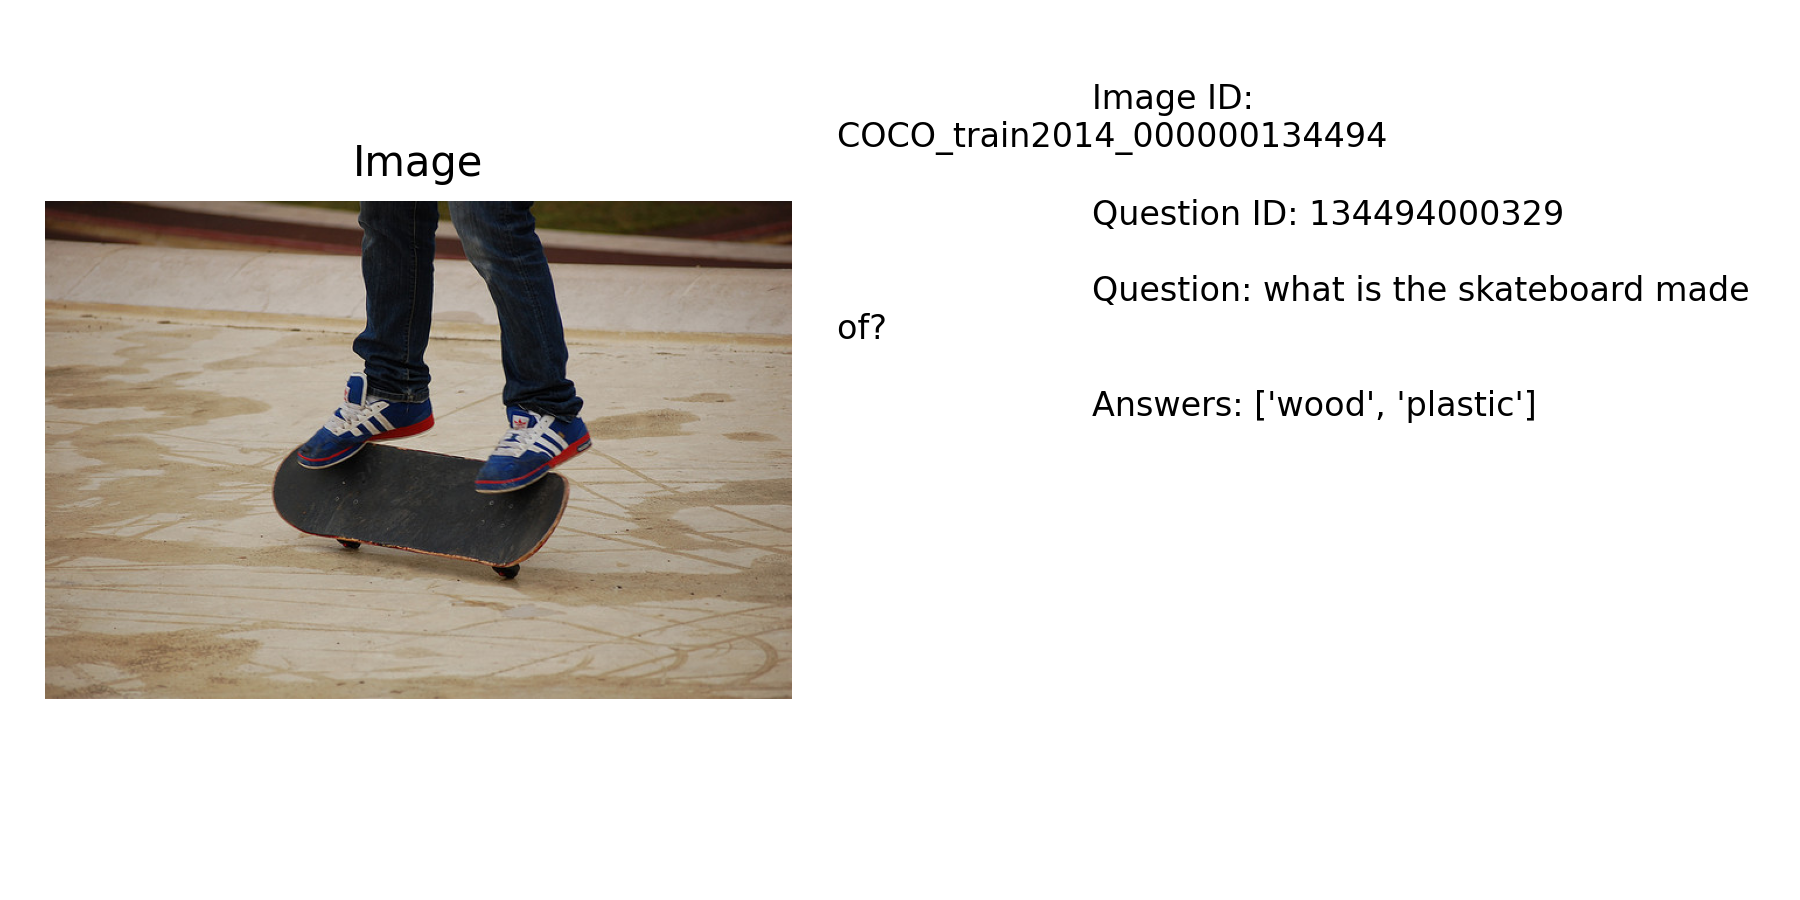 Image
Image ID:
COCO_train2014_000000134494
Question ID: 134494000329
Question: what is the skateboard made
of?
Answers: ['wood', 'plastic']